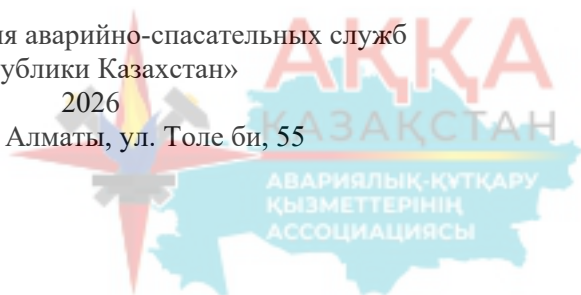 ия аварийно-спасательных служб
ублики Казахстан»
2026
Алматы, ул. Толе би, 55
АҚҚА
ҚАЗАҚСТАН
АВАРИЯЛЫҚ-ҚҰТҚАРУ
ҚЫЗМЕТТЕРІНІҢ
АССОЦИАЦИЯСЫ